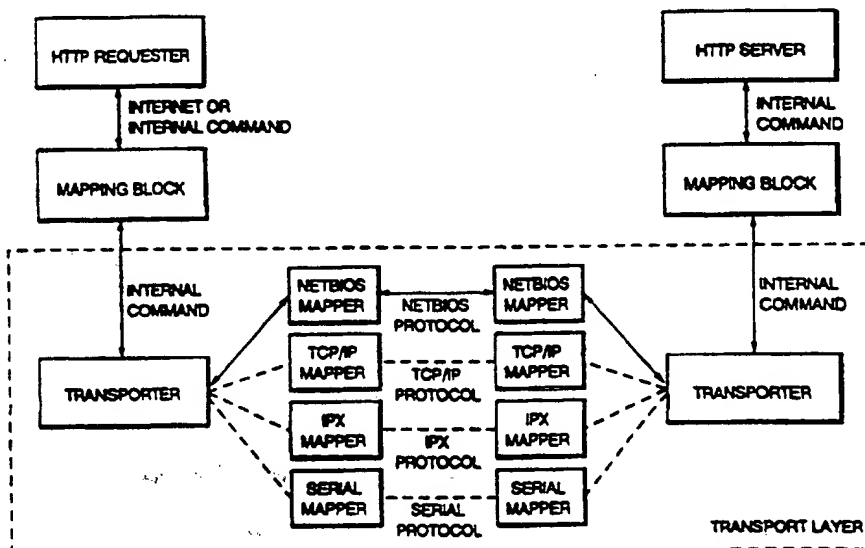 HTTP REQUESTER
HTTP SERVER
INTERNET OR
INTERNAL COMMAND
INTERNAL
COMMAND
MAPPING BLOCK
MAPPING BLOCK
INTERNAL
COMMAND
NETBIOS
MAPPER
NETBIOS
PROTOCOL
NETBIOS
MAPPER
INTERNAL
COMMAND
TRANSPORTER
TCP/IP
MAPPER
TCP/IP
PROTOCOL
TCP/IP
MAPPER
TRANSPORTER
IPX
MAPPER
IPX
PROTOCOL
IPX
MAPPER
SERIAL
MAPPER
SERIAL
PROTOCOL
SERIAL
MAPPER
TRANSPORT LAYER